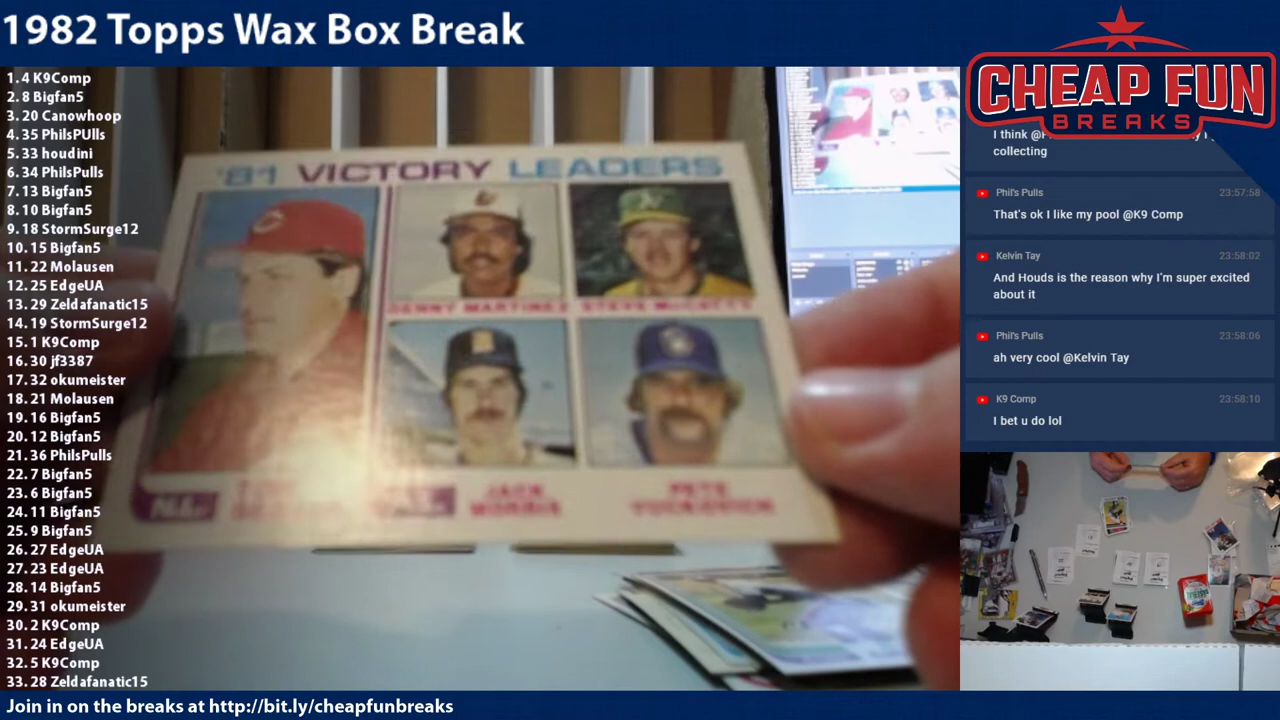 1982 Topps Wax Box Break
1. 4 K9Comp
2. 8 Bigfan5
3. 20 Canowhoop
4. 35 PhilsPUlls
5. 33 houdini
6. 34 PhilsPulls
7. 13 Bigfan5
8. 10 Bigfan5
9. 18 StormSurge12
10. 15 Bigfan5
11. 22 Molausen
12. 25 EdgeUA
13. 29 Zeldafanatic15
14. 19 StormSurge12
15. 1 K9Comp
16. 30 jf3387
17. 32 okumeister
18. 21 Molausen
19. 16 Bigfan5
20. 12 Bigfan5
21. 36 PhilsPulls
22. 7 Bigfan5
23. 6 Bigfan5
24. 11 Bigfan5
25. 9 Bigfan5
26. 27 EdgeUA
27. 23 EdgeUA
28. 14 Bigfan5
29. 31 okumeister
30. 2 K9Comp
31. 24 EdgeUA
32. 5 K9Comp
33. 28 Zeldafanatic15
'81 VICTORY LEADERS
DENNY MARTINEZ STEVE McCATTY
N.L.
JACK MORRIS
PETE VUCKOVICH
CHEAP FUN
BREAKS
I think
collecting
Phil's Pulls 23:57:58
That's ok I like my pool @K9 Comp
Kelvin Tay 23:58:02
And Houds is the reason why I'm super excited
about it
Phil's Pulls 23:58:06
ah very cool @Kelvin Tay
K9 Comp 23:58:10
I bet u do lol
Join in on the breaks at http://bit.ly/cheapfunbreaks